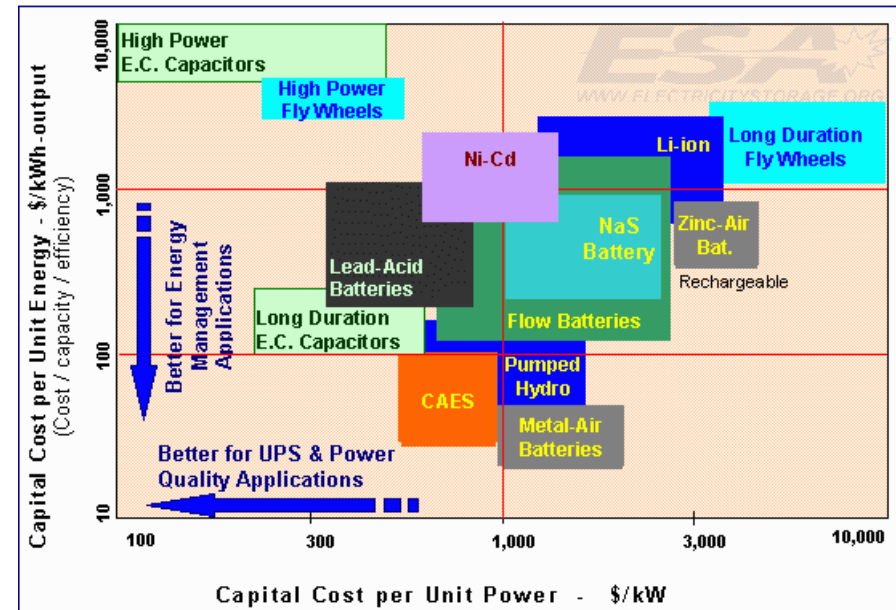 High Power
E.C. Capacitors
ESA
WWW.ELECTRICITYSTORAGE.ORG
High Power
Fly Wheels
Li-ion
Long Duration
Fly Wheels
Ni-Cd
NaS
Battery
Zinc-Air
Bat.
Rechargeable
Lead-Acid
Batteries
Flow Batteries
Long Duration
E.C. Capacitors
Pumped
Hydro
CAES
Metal-Air
Batteries
Better for Energy
Management
Applications
Better for UPS & Power
Quality Applications
Capital Cost per Unit Energy - $/kWh-output
(Cost / capacity / efficiency)
10,000
1,000
100
10
100
300
1,000
3,000
10,000
Capital Cost per Unit Power - $/kW